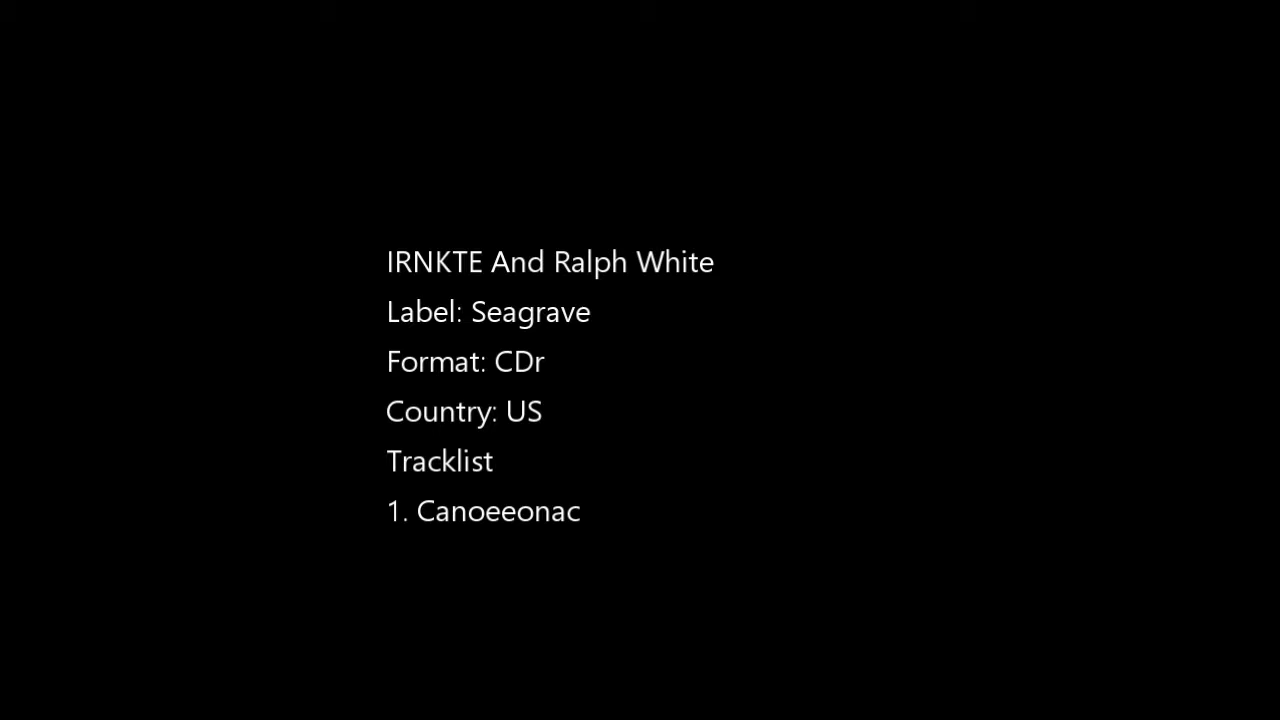 IRNKTE And Ralph White
Label: Seagrave
Format: CDr
Country: US
Tracklist
1. Canoeeonac